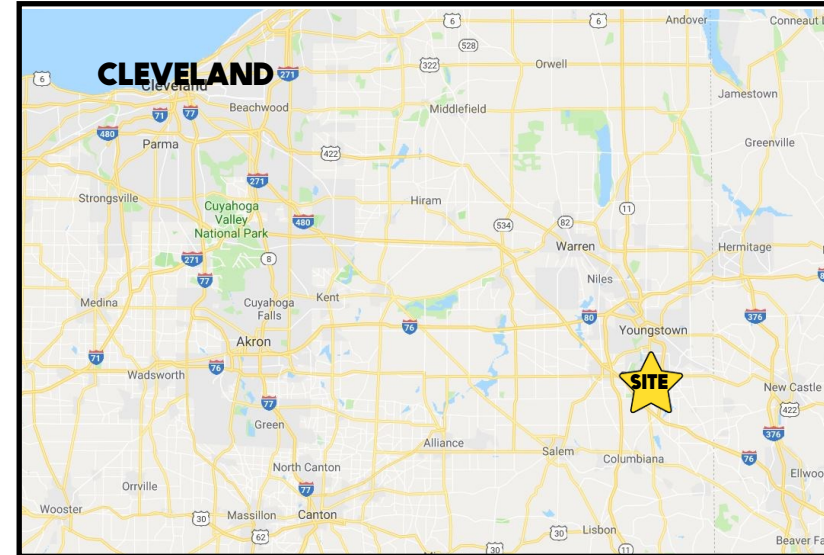 6
6
Andover
Conneaut L
528
CLEVELAND
271
322
Orwell
6
Cleveland
Jamestown
Beachwood
Middlefield
71
77
480
Parma
Greenville
422
271
Strongsville
Hiram
Cuyahoga
Valley
National Park
11
480
534
82
Warren
Hermitage
271
8
77
Niles
Medina
Cuyahoga
Falls
Kent
80
376
76
Youngstown
Akron
71
76
Wadsworth
SITE
New Castle
77
422
Green
376
Alliance
Salem
Columbiana
76
North Canton
Ellwoo
77
Orrville
Wooster
30
Massillon
Canton
62
30
Lisbon
Beaver Fa
30
11